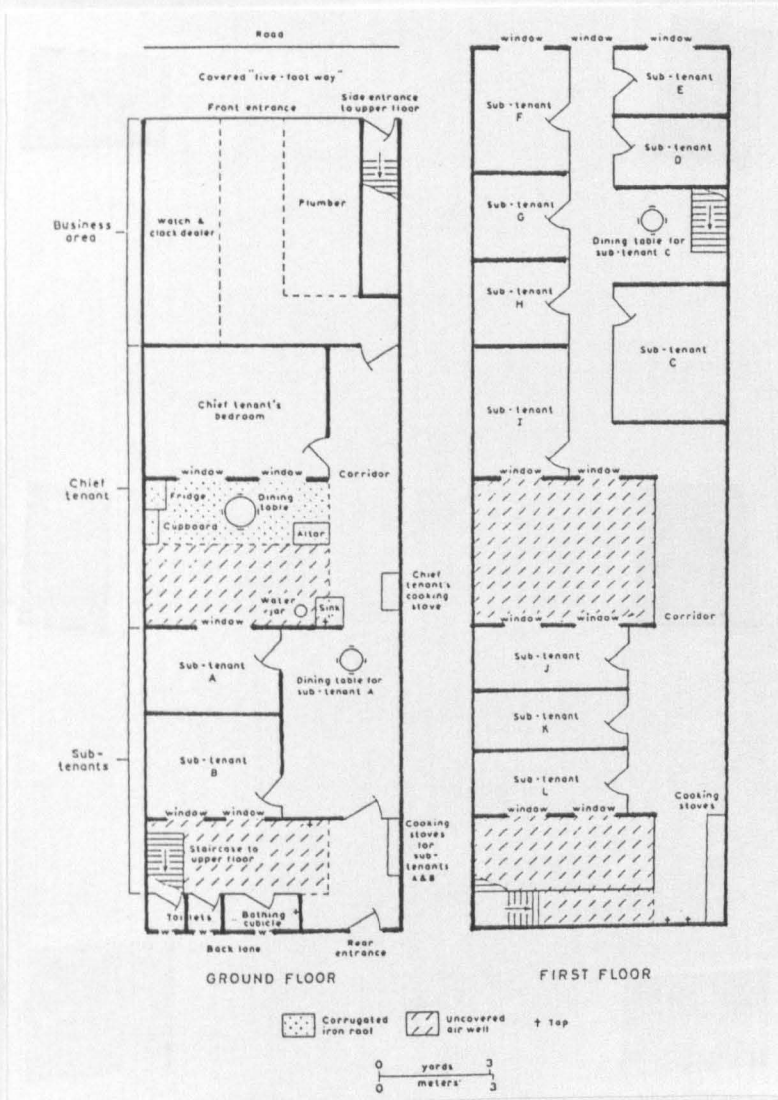 Road
Covered "five-foot way"
Front entrance
Side entrance
to upper floor
Business
area
Watch &
clock dealer
Plumber
Chief tenant's
bedroom
Chief
tenant
window
window
Corridor
Fridge
Dining
table
Cupboard
Altar
Water
jar
Sink
Chief
tenant's
cooking
stove
window
Sub-tenant
A
Dining table for
sub-tenant A
Sub-
tenants
Sub-tenant
B
window
window
Staircase to
upper floor
Cooking
stoves
for
sub-
tenants
A&B
Toilets
Bathing
cubicle
Back lane
Rear
entrance
GROUND FLOOR
window
window
window
Sub-tenant
F
Sub-tenant
E
Sub-tenant
D
Sub-tenant
G
Dining table for
sub-tenant C
Sub-tenant
H
Sub-tenant
C
Sub-tenant
I
window
window
window
window
Corridor
Sub-tenant
J
Sub-tenant
K
Sub-tenant
L
window
window
Cooking
stoves
FIRST FLOOR
Corrugated
iron roof
Uncovered
air well
Tap
0 yards 3
0 meters 3